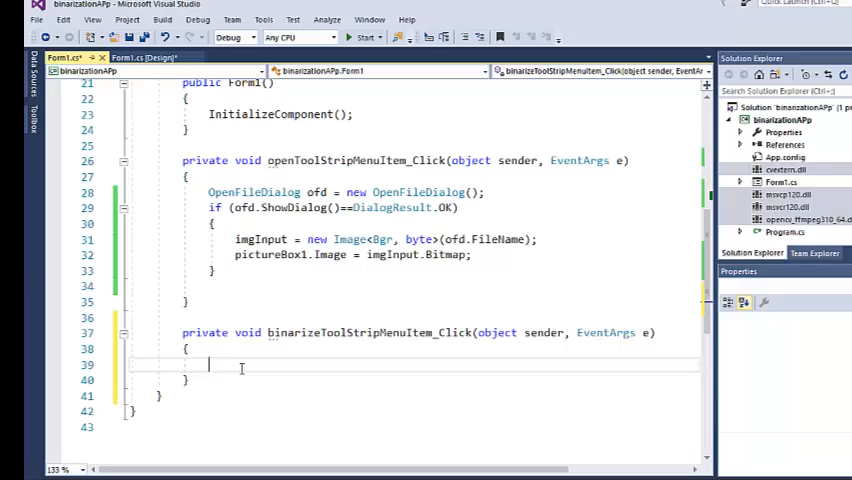 binarizationAPp - Microsoft Visual Studio
Quick Launch (Ctrl+;)
File Edit View Project Build Debug Team Tools Test Analyze Window Help
Debug Any CPU Start
Form1.cs* Form1.cs [Design]*
binarizationAPp binarizationAPp.Form1 binarizeToolStripMenuItem_Click(object sender, EventAr
Data Sources
Toolbox
21 public Form1()
22 {
23 InitializeComponent();
24 }
25
26 private void openToolStripMenuItem_Click(object sender, EventArgs e)
27 {
28 OpenFileDialog ofd = new OpenFileDialog();
29 if (ofd.ShowDialog()==DialogResult.OK)
30 {
31 imgInput = new Image<Bgr, byte>(ofd.FileName);
32 pictureBox1.Image = imgInput.Bitmap;
33 }
34
35 }
36
37 private void binarizeToolStripMenuItem_Click(object sender, EventArgs e)
38 {
39
40 }
41 }
42 }
43
133 %
Solution Explorer
Search Solution Explorer (Ctrl+;)
Solution 'binarizationAPp' (1 p
binarizationAPp
Properties
References
App.config
cvextern.dll
Form1.cs
msvcp120.dll
msvcr120.dll
opencv_ffmpeg310_64.d
Program.cs
Solution Explorer Team Explorer
Properties